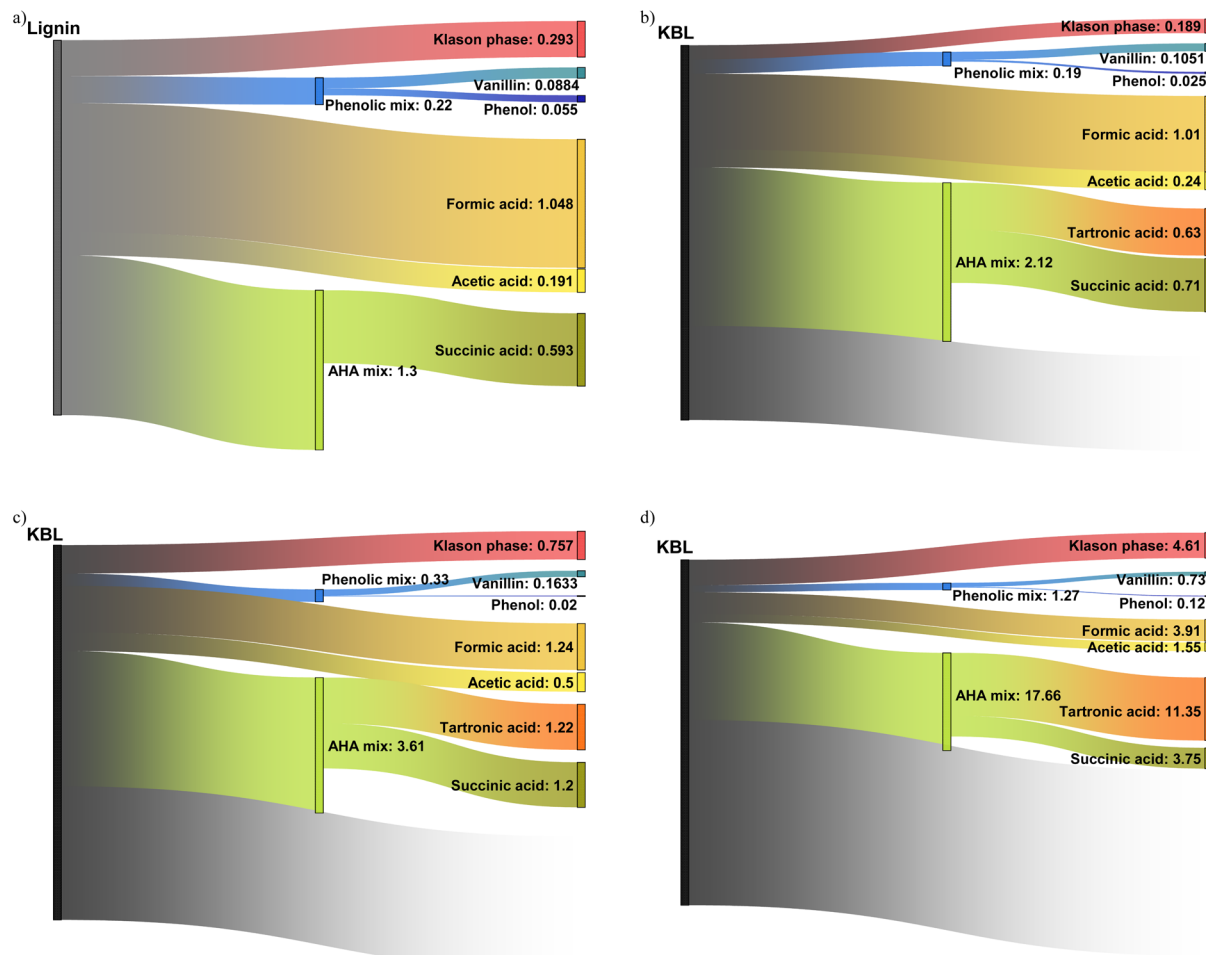 a)
Lignin
Klason phase: 0.293
Vanillin: 0.0884
Phenolic mix: 0.22
Phenol: 0.055
Formic acid: 1.048
Acetic acid: 0.191
Succinic acid: 0.593
AHA mix: 1.3
b)
KBL
Klason phase: 0.189
Vanillin: 0.1051
Phenolic mix: 0.19
Phenol: 0.025
Formic acid: 1.01
Acetic acid: 0.24
Tartronic acid: 0.63
AHA mix: 2.12
Succinic acid: 0.71
c)
KBL
Klason phase: 0.757
Phenolic mix: 0.33
Vanillin: 0.1633
Phenol: 0.02
Formic acid: 1.24
Acetic acid: 0.5
Tartronic acid: 1.22
AHA mix: 3.61
Succinic acid: 1.2
d)
KBL
Klason phase: 4.61
Vanillin: 0.73
Phenolic mix: 1.27
Phenol: 0.12
Formic acid: 3.91
Acetic acid: 1.55
AHA mix: 17.66
Tartronic acid: 11.35
Succinic acid: 3.75